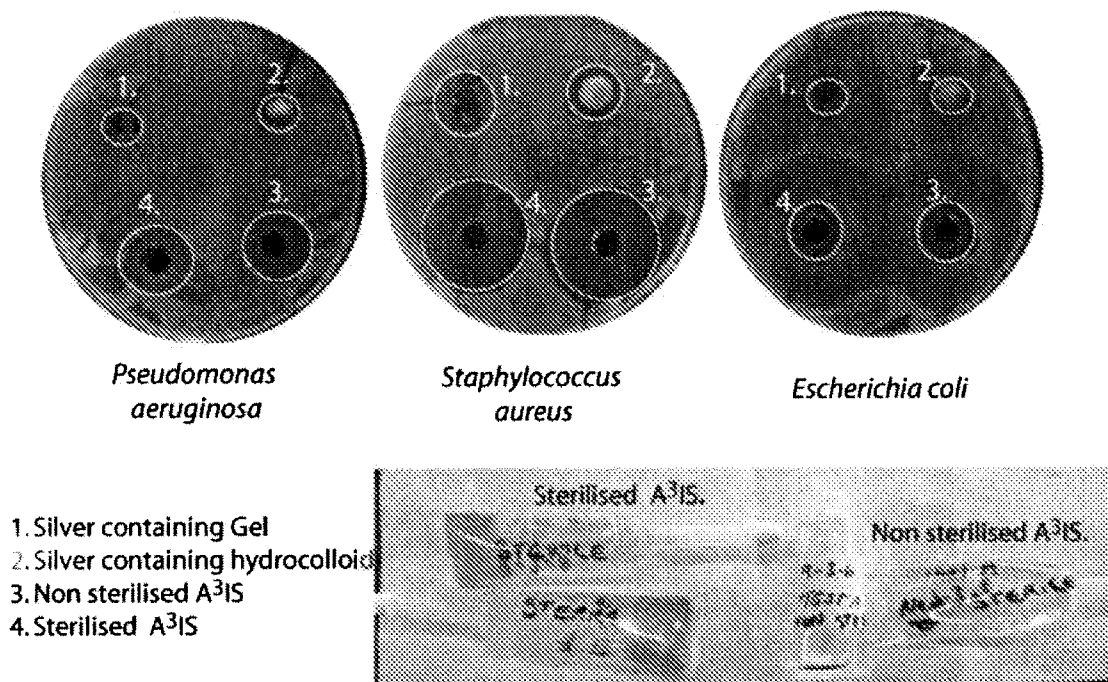 1.
2.
4.
3.
1.
2
4.
3.
1.
2.
4
3.
Pseudomonas
aeruginosa
Staphylococcus
aureus
Escherichia coli
1. Silver containing Gel
2. Silver containing hydrocolloid
3. Non sterilised A³IS
4. Sterilised A³IS
Sterilised A³IS.
Non sterilised A³IS.